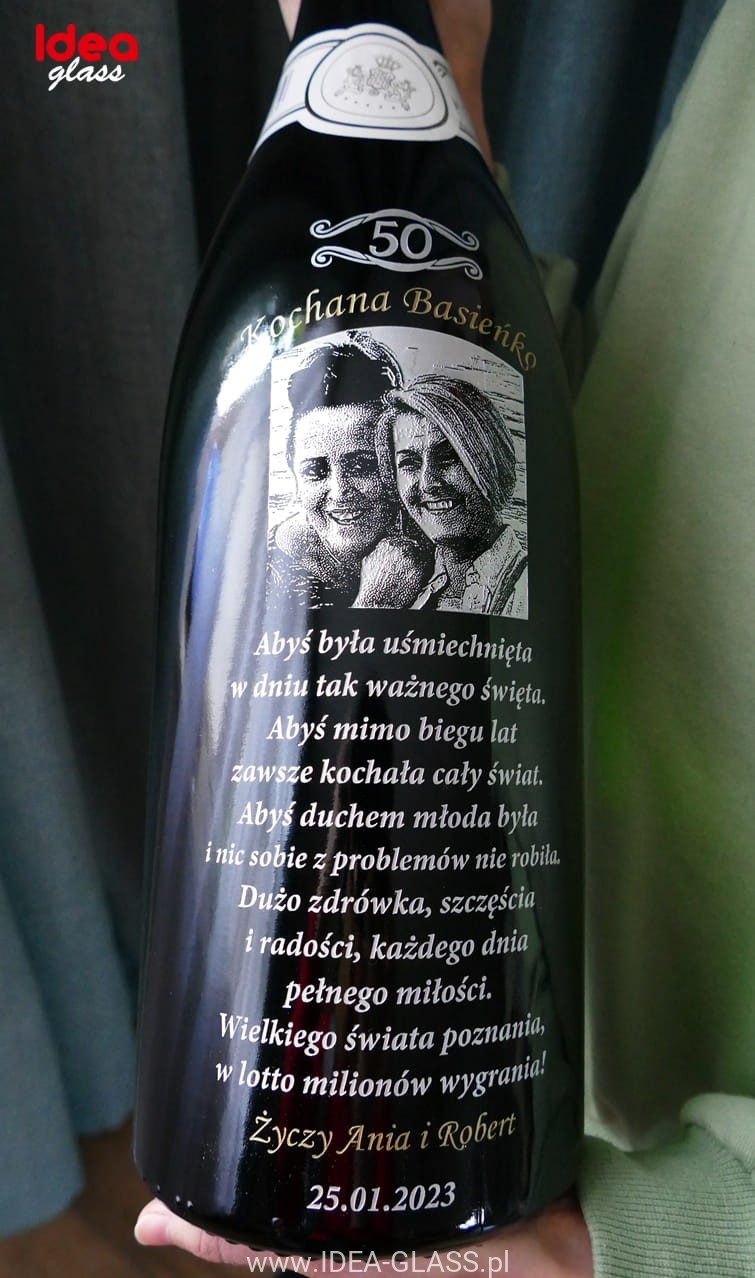 Idea
glass
50
Kochana Basieńko
Abyś była uśmiechnięta
w dniu tak ważnego święta.
Abyś mimo biegu lat
zawsze kochała cały świat.
Abyś duchem młoda była
i nic sobie z problemów nie robiła.
Dużo zdrówka, szczęścia
i radości, każdego dnia
pełnego miłości.
Wielkiego świata poznania,
w lotto milionów wygrania!
Życzy Ania i Robert
25.01.2023
www.IDEA-GLASS.pl